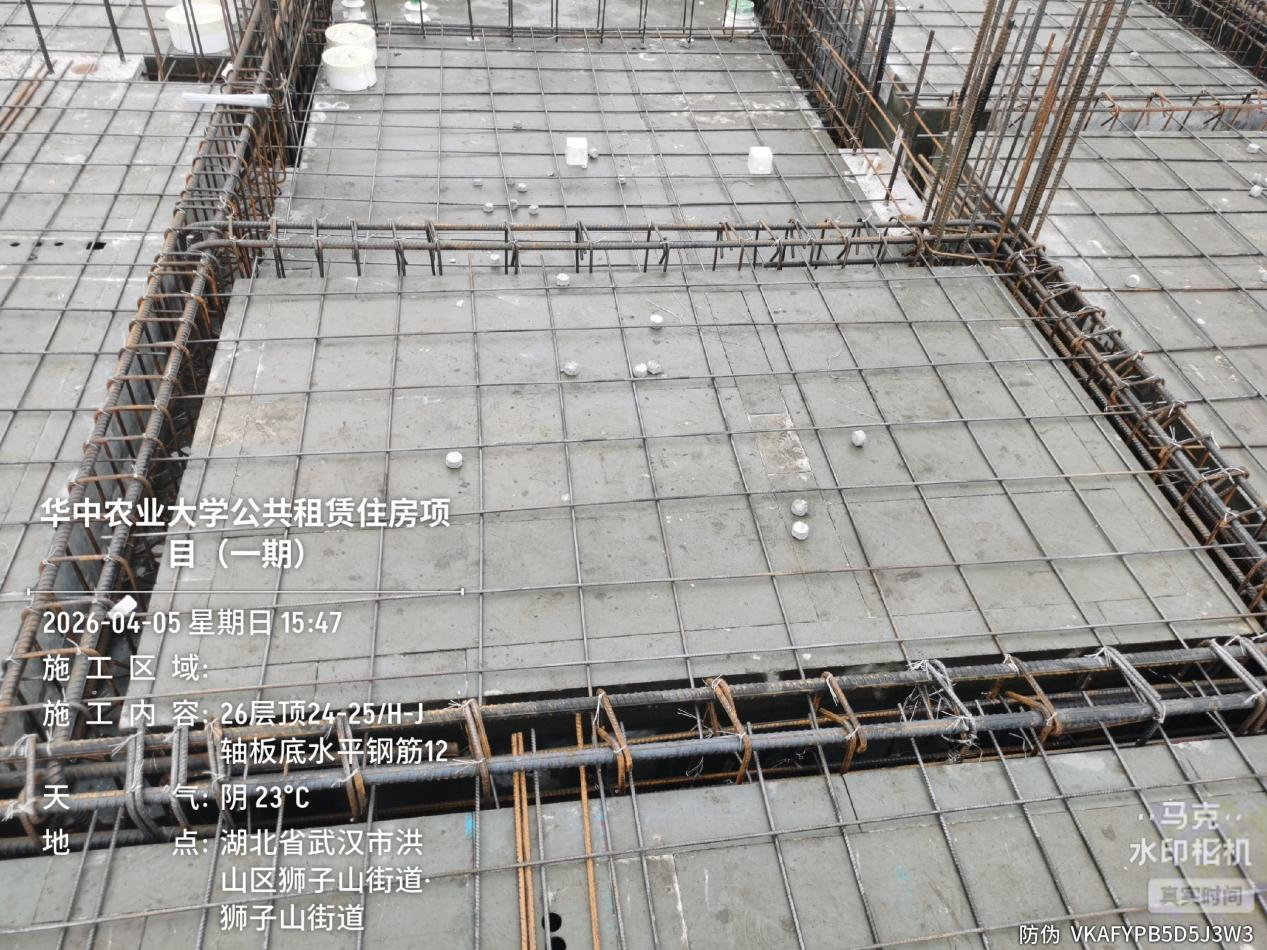 华中农业大学公共租赁住房项
目（一期）
2026-04-05 星期日 15:47
施工区域:
施工内容: 26层顶24-25/H-J
轴板底水平钢筋12
天气: 阴 23°C
地点: 湖北省武汉市洪
山区狮子山街道·
狮子山街道
马克
水印相机
真实时间
防伪 VKAFYPB5D5J3W3